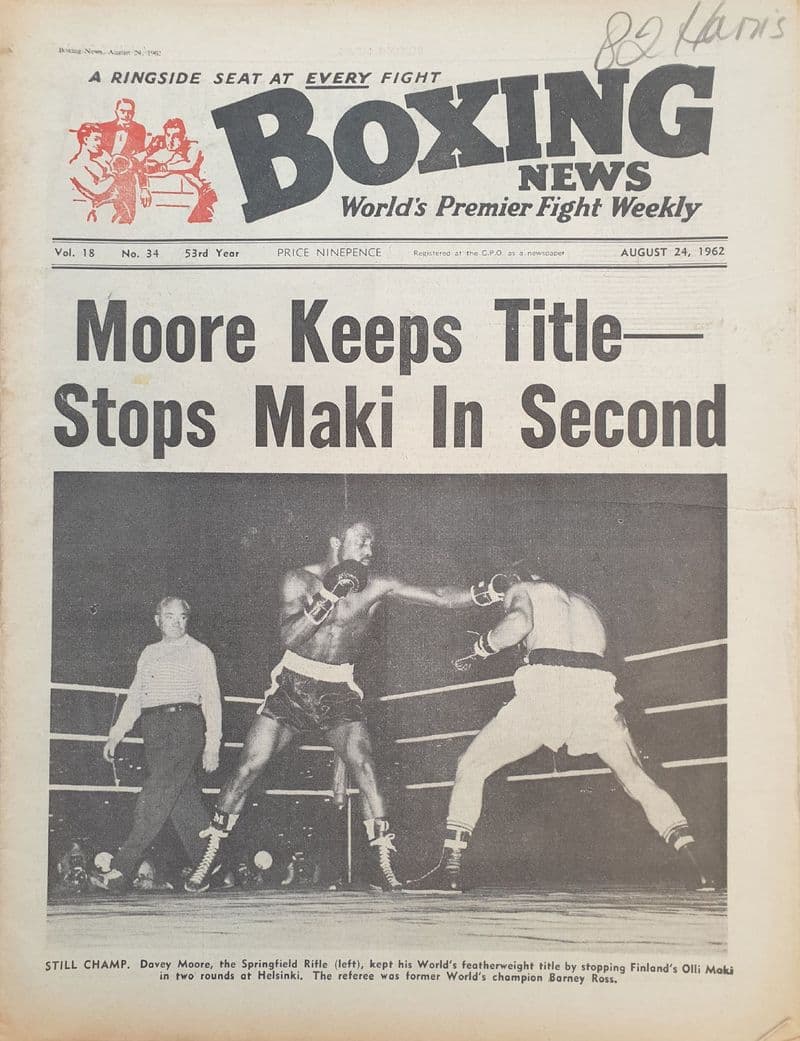 82 Harris
Boxing News, August 24, 1962
A RINGSIDE SEAT AT EVERY FIGHT
BOXING
NEWS
World's Premier Fight Weekly
Vol. 18 No. 34 53rd Year PRICE NINEPENCE Registered at the G.P.O. as a newspaper AUGUST 24, 1962
Moore Keeps Title—
Stops Maki In Second
STILL CHAMP. Davey Moore, the Springfield Rifle (left), kept his World's featherweight title by stopping Finland's Olli Maki
in two rounds at Helsinki. The referee was former World's champion Barney Ross.